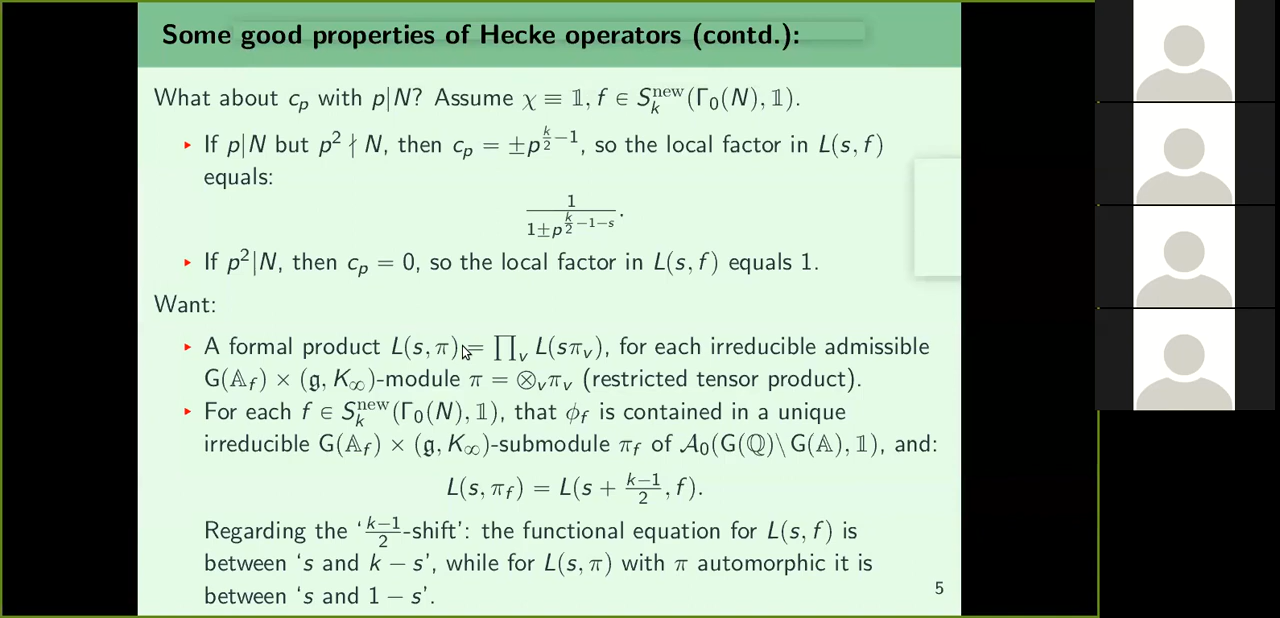 Some good properties of Hecke operators (contd.):
What about c_p with p|N? Assume χ ≡ 𝟙, f ∈ S_k^new(Γ_0(N), 𝟙).
▸ If p|N but p² ∤ N, then c_p = ±p^{k/2−1}, so the local factor in L(s, f)
equals:
1/(1±p^{k/2−1−s}).
▸ If p²|N, then c_p = 0, so the local factor in L(s, f) equals 1.
Want:
▸ A formal product L(s, π) = ∏_v L(sπ_v), for each irreducible admissible
G(𝔸_f) × (𝔤, K_∞)-module π = ⊗_vπ_v (restricted tensor product).
▸ For each f ∈ S_k^new(Γ_0(N), 𝟙), that ϕ_f is contained in a unique
irreducible G(𝔸_f) × (𝔤, K_∞)-submodule π_f of 𝒜_0(G(ℚ)\G(𝔸), 𝟙), and:
L(s, π_f) = L(s + (k−1)/2, f).
Regarding the ‘(k−1)/2-shift’: the functional equation for L(s, f) is
between ‘s and k − s’, while for L(s, π) with π automorphic it is
between ‘s and 1 − s’.
5